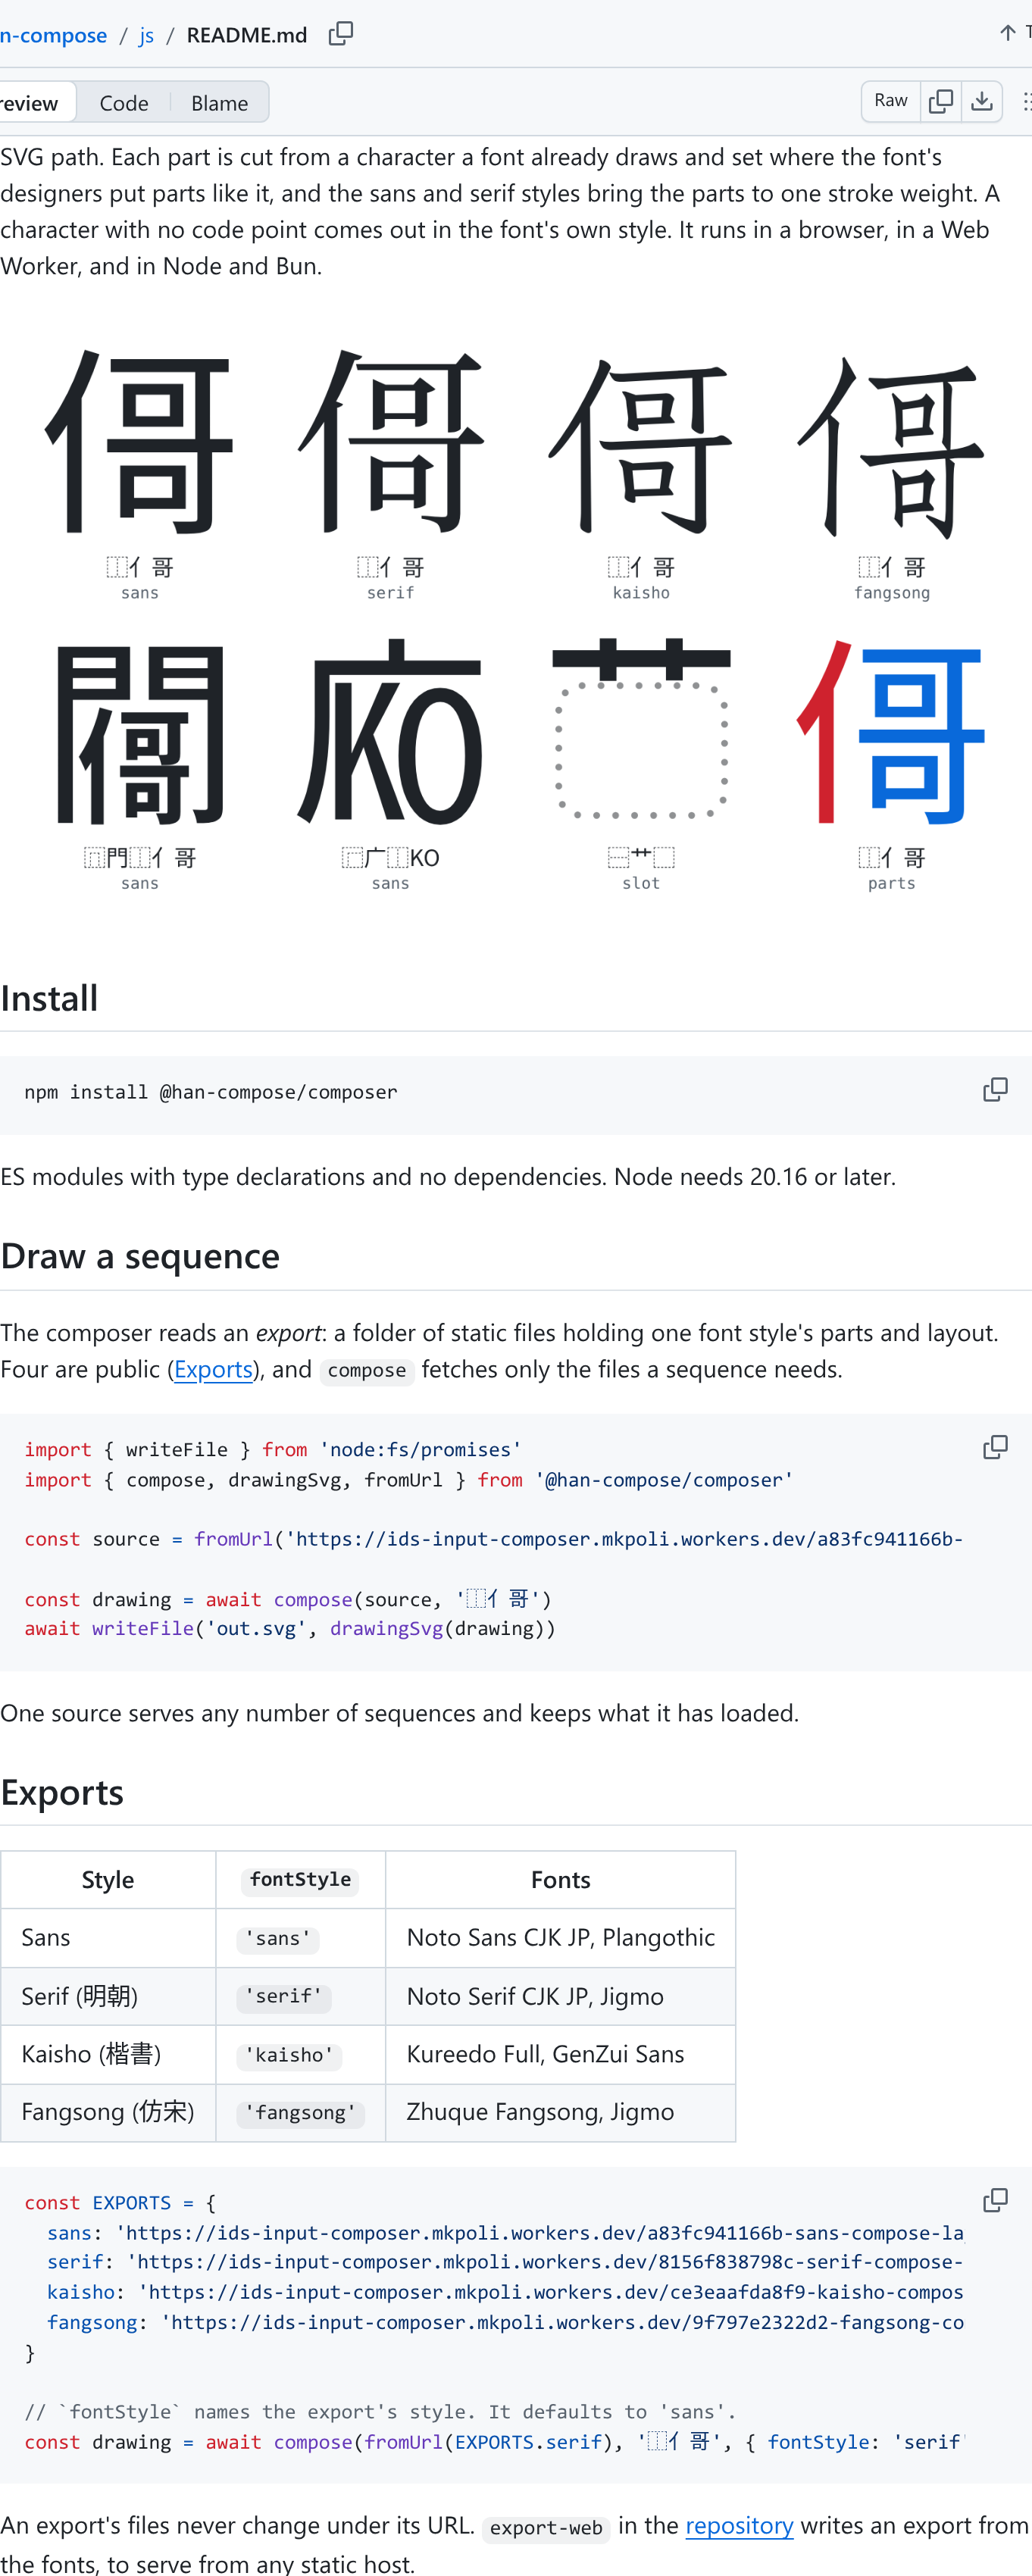 n-compose / js / README.md
review Code Blame Raw
SVG path. Each part is cut from a character a font already draws and set where the font's
designers put parts like it, and the sans and serif styles bring the parts to one stroke weight. A
character with no code point comes out in the font's own style. It runs in a browser, in a Web
Worker, and in Node and Bun.
⿰亻哥 ⿰亻哥 ⿰亻哥 ⿰亻哥
sans serif kaisho fangsong
⿵門⿰亻哥 ⿸广⿰KO ⿱艹⬚ ⿰亻哥
sans sans slot parts
Install
npm install @han-compose/composer
ES modules with type declarations and no dependencies. Node needs 20.16 or later.
Draw a sequence
The composer reads an export: a folder of static files holding one font style's parts and layout.
Four are public (Exports), and compose fetches only the files a sequence needs.
import { writeFile } from 'node:fs/promises'
import { compose, drawingSvg, fromUrl } from '@han-compose/composer'
const source = fromUrl('https://ids-input-composer.mkpoli.workers.dev/a83fc941166b-
const drawing = await compose(source, '⿰亻哥')
await writeFile('out.svg', drawingSvg(drawing))
One source serves any number of sequences and keeps what it has loaded.
Exports
Style fontStyle Fonts
Sans 'sans' Noto Sans CJK JP, Plangothic
Serif (明朝) 'serif' Noto Serif CJK JP, Jigmo
Kaisho (楷書) 'kaisho' Kureedo Full, GenZui Sans
Fangsong (仿宋) 'fangsong' Zhuque Fangsong, Jigmo
const EXPORTS = {
sans: 'https://ids-input-composer.mkpoli.workers.dev/a83fc941166b-sans-compose-la
serif: 'https://ids-input-composer.mkpoli.workers.dev/8156f838798c-serif-compose-
kaisho: 'https://ids-input-composer.mkpoli.workers.dev/ce3eaafda8f9-kaisho-compos
fangsong: 'https://ids-input-composer.mkpoli.workers.dev/9f797e2322d2-fangsong-co
}
// `fontStyle` names the export's style. It defaults to 'sans'.
const drawing = await compose(fromUrl(EXPORTS.serif), '⿰亻哥', { fontStyle: 'serif'
An export's files never change under its URL. export-web in the repository writes an export from
the fonts, to serve from any static host.